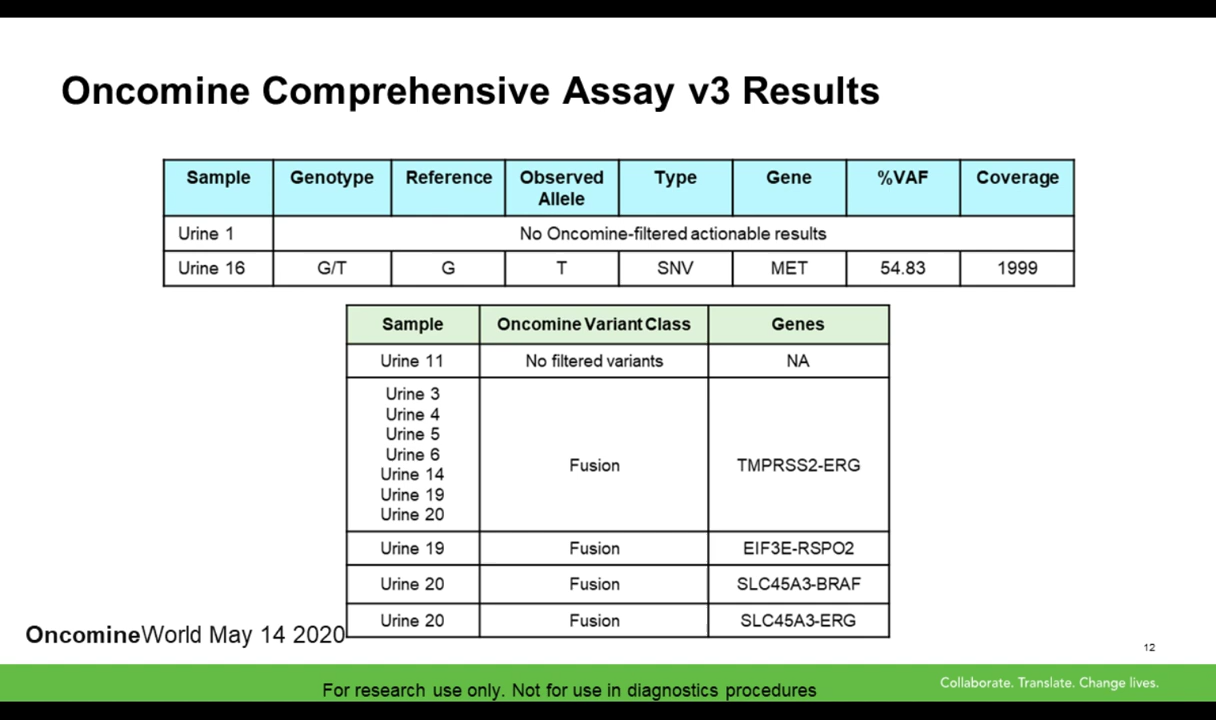 Oncomine Comprehensive Assay v3 Results
Sample Genotype Reference Observed Allele Type Gene %VAF Coverage
Urine 1 No Oncomine-filtered actionable results
Urine 16 G/T G T SNV MET 54.83 1999
Sample Oncomine Variant Class Genes
Urine 11 No filtered variants NA
Urine 3
Urine 4
Urine 5
Urine 6
Urine 14
Urine 19
Urine 20
Fusion TMPRSS2-ERG
Urine 19 Fusion EIF3E-RSPO2
Urine 20 Fusion SLC45A3-BRAF
Urine 20 Fusion SLC45A3-ERG
OncomineWorld May 14 2020
12
For research use only. Not for use in diagnostics procedures
Collaborate. Translate. Change lives.